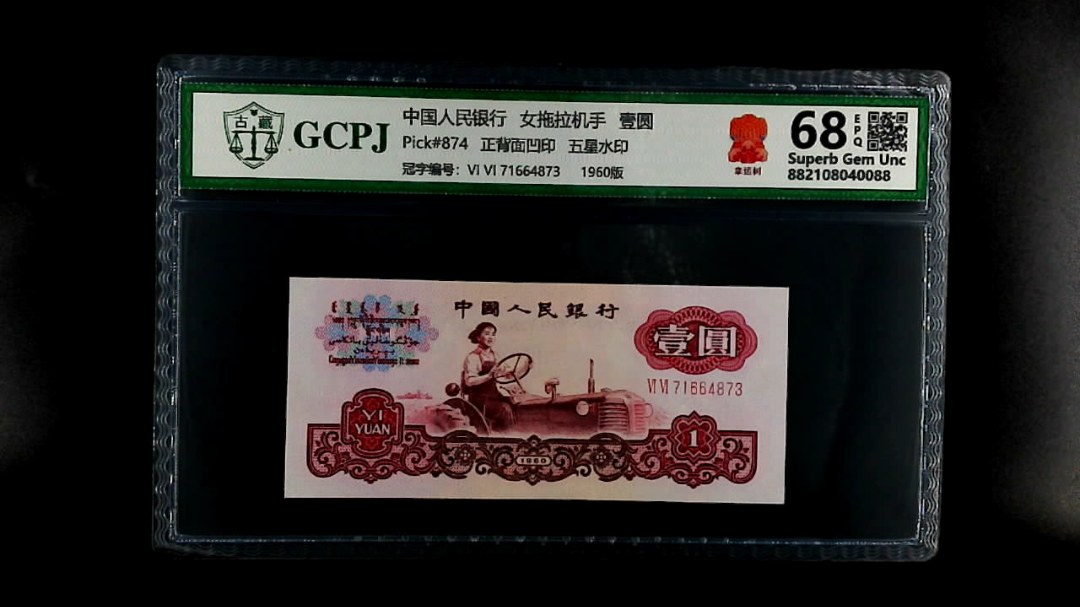 古藏
GCPJ
中国人民银行 女拖拉机手 壹圆
Pick#874 正背面凹印 五星水印
冠字编号：VI VI 71664873 1960版
拿运制
68 EPQ
Superb Gem Unc
882108040088
中國人民銀行
壹圓
VI VI 71664873
YI
YUAN
1
1960